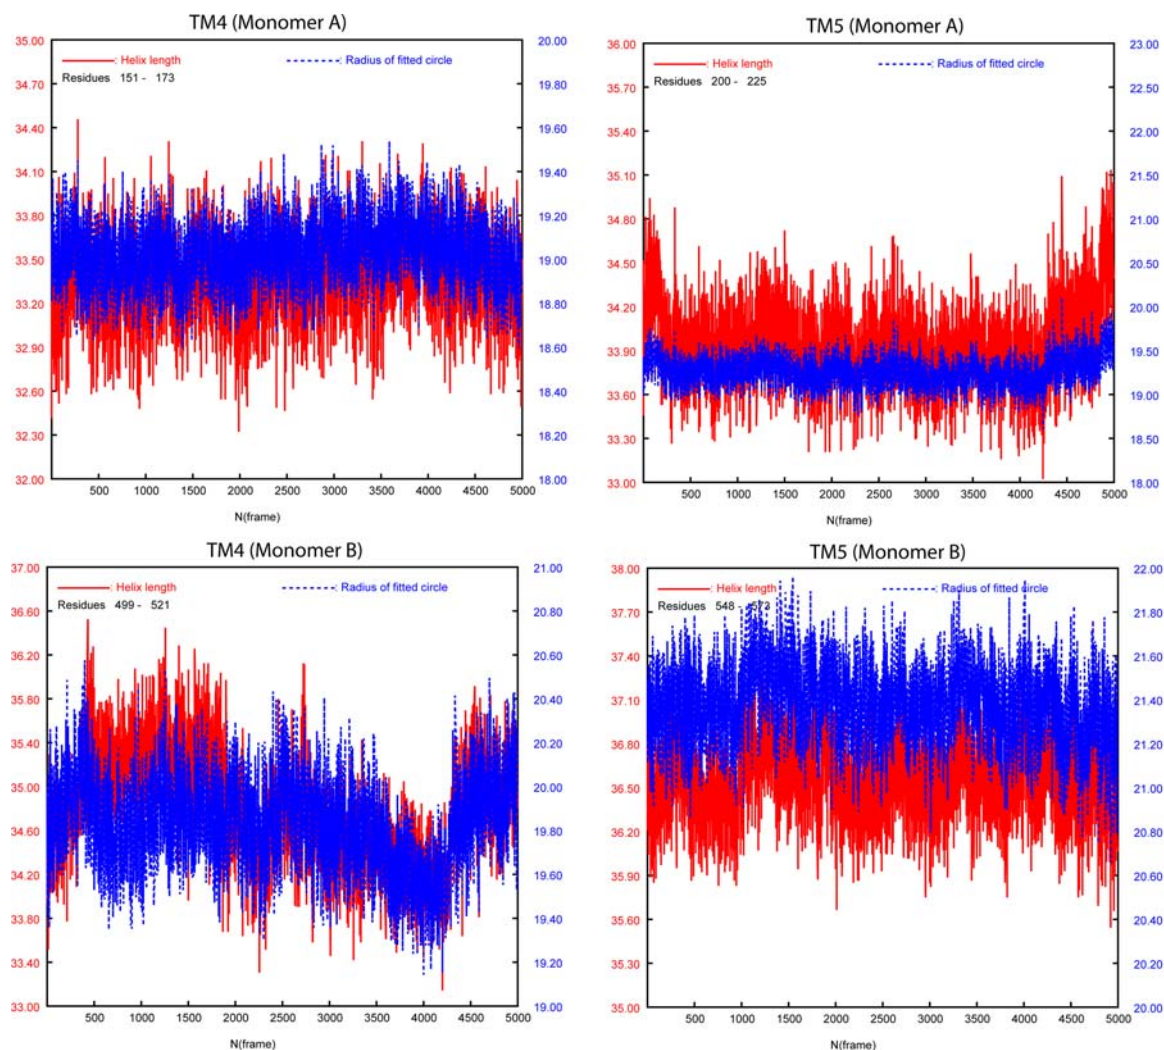 TM4 (Monomer A)
35.00 20.00
: Helix length : Radius of fitted circle
Residues 151 - 173
34.70 19.80
34.40 19.60
34.10 19.40
33.80 19.20
33.50 19.00
33.20 18.80
32.90 18.60
32.60 18.40
32.30 18.20
32.00 18.00
500 1000 1500 2000 2500 3000 3500 4000 4500 5000
N(frame)
TM5 (Monomer A)
36.00 23.00
: Helix length : Radius of fitted circle
Residues 200 - 225
35.70 22.50
35.40 22.00
35.10 21.50
34.80 21.00
34.50 20.50
34.20 20.00
33.90 19.50
33.60 19.00
33.30 18.50
33.00 18.00
500 1000 1500 2000 2500 3000 3500 4000 4500 5000
N(frame)
TM4 (Monomer B)
37.00 21.00
: Helix length : Radius of fitted circle
Residues 499 - 521
36.60 20.80
36.20 20.60
35.80 20.40
35.40 20.20
35.00 20.00
34.60 19.80
34.20 19.60
33.80 19.40
33.40 19.20
33.00 19.00
500 1000 1500 2000 2500 3000 3500 4000 4500 5000
N(frame)
TM5 (Monomer B)
38.00 22.00
: Helix length : Radius of fitted circle
Residues 548 - 573
37.70 21.80
37.40 21.60
37.10 21.40
36.80 21.20
36.50 21.00
36.20 20.80
35.90 20.60
35.60 20.40
35.30 20.20
35.00 20.00
500 1000 1500 2000 2500 3000 3500 4000 4500 5000
N(frame)